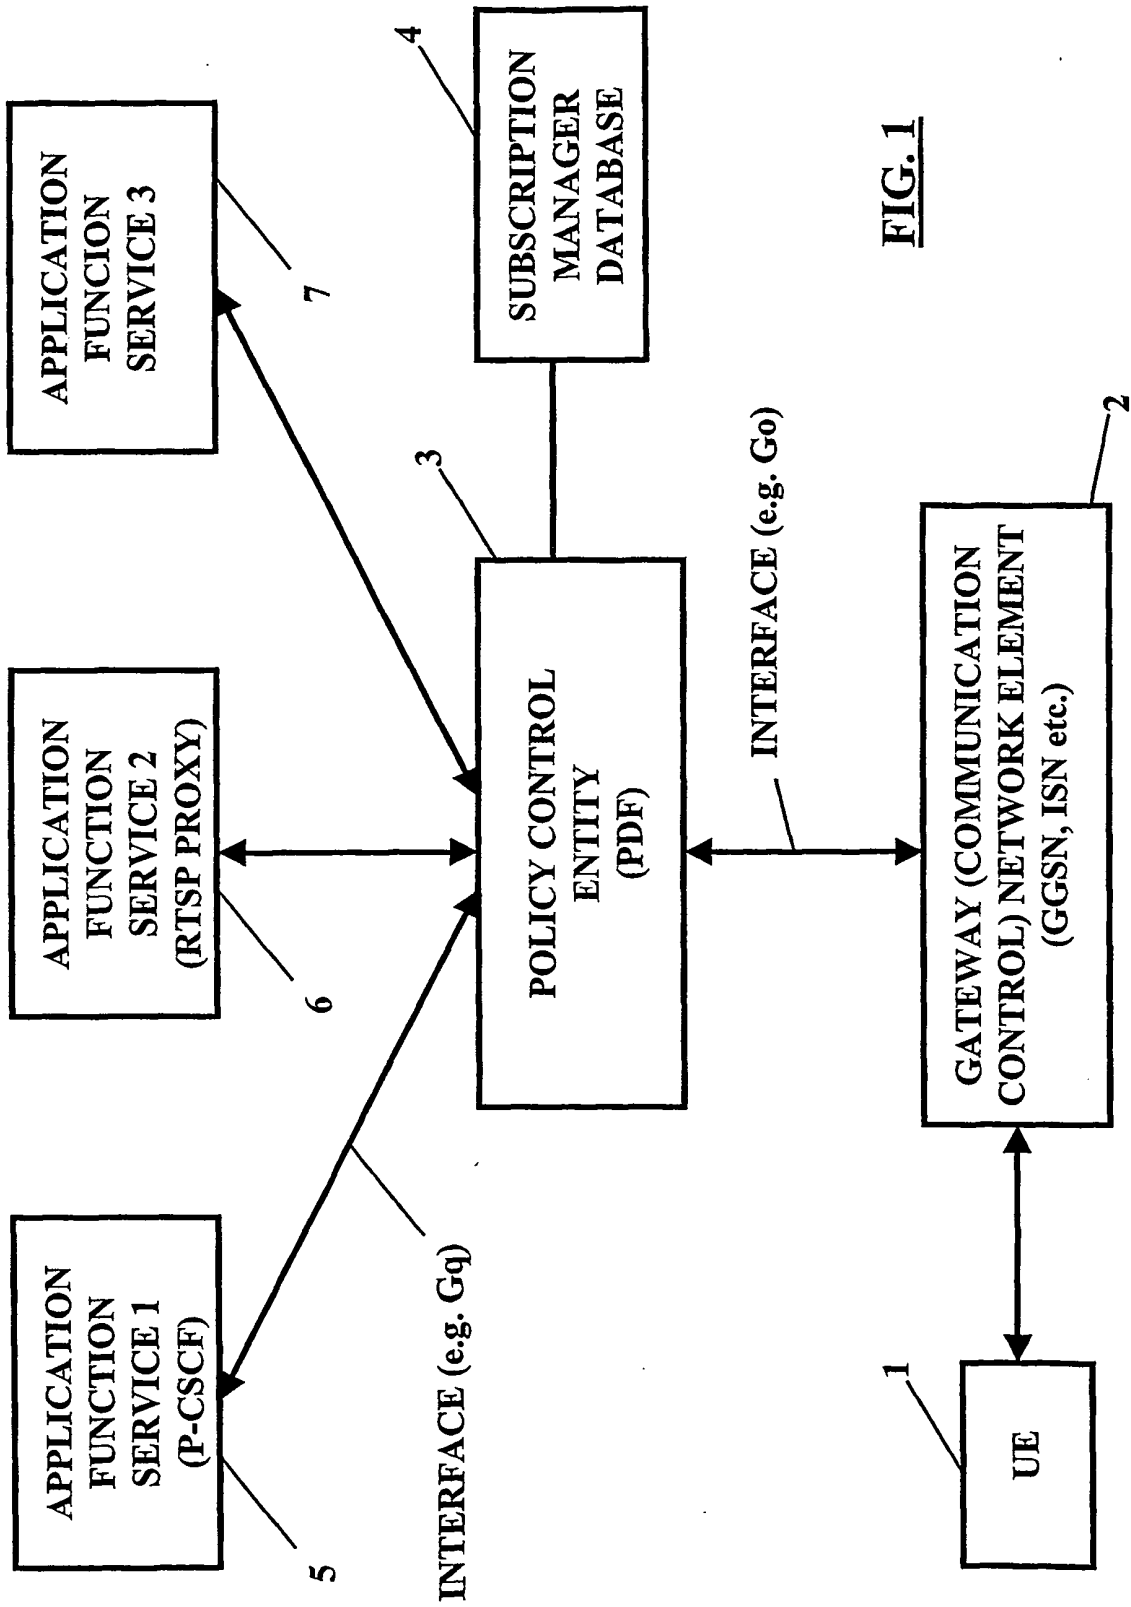 APPLICATION
FUNCTION
SERVICE 1
(P-CSCF)
5
APPLICATION
FUNCTION
SERVICE 2
(RTSP PROXY)
6
APPLICATION
FUNCION
SERVICE 3
7
INTERFACE (e.g. Gq)
3
POLICY CONTROL
ENTITY
(PDF)
4
SUBSCRIPTION
MANAGER
DATABASE
INTERFACE (e.g. Go)
1
UE
GATEWAY (COMMUNICATION
CONTROL) NETWORK ELEMENT
(GGSN, ISN etc.)
2
FIG. 1